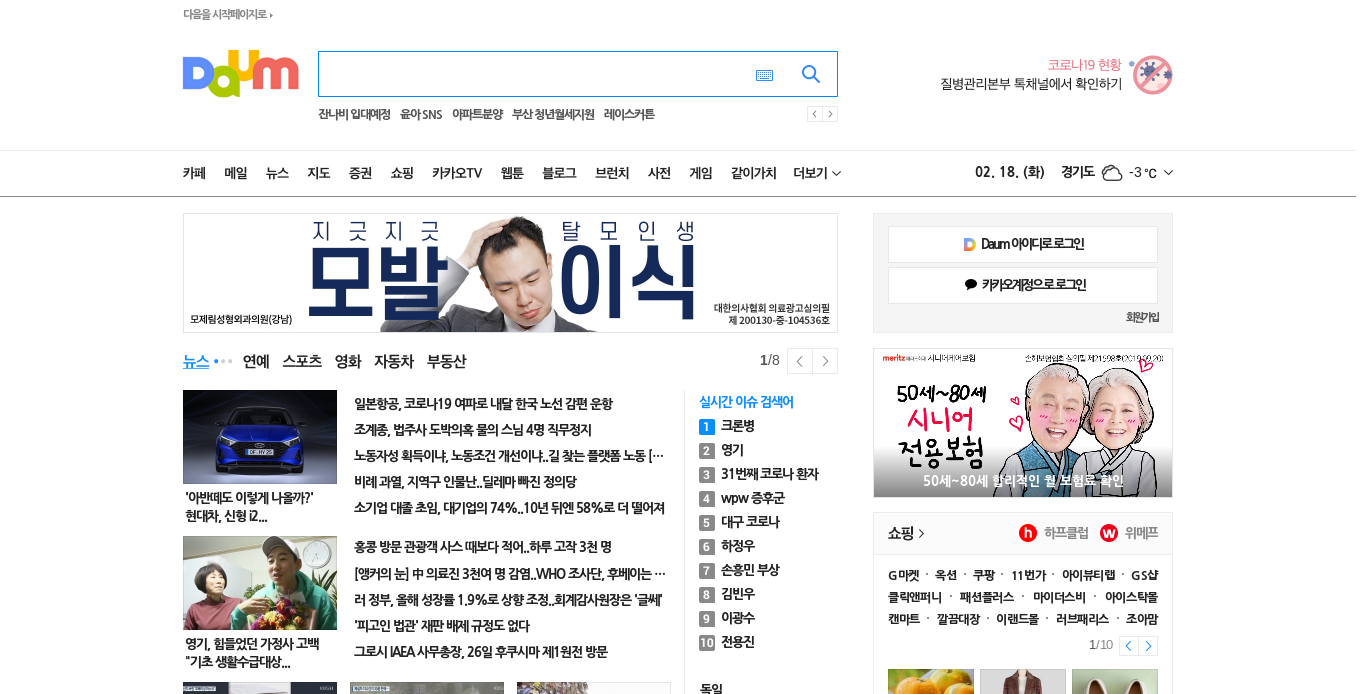 다음을 시작페이지로
Daum
잔나비 입대예정 윤아 SNS 아파트분양 부산 청년월세지원 레이스커튼
코로나19 현황
질병관리본부 톡채널에서 확인하기
카페 메일 뉴스 지도 증권 쇼핑 카카오TV 웹툰 블로그 브런치 사전 게임 같이가치 더보기
02. 18. (화) 경기도 -3 ℃
지긋지긋 탈모인생
모발 이식
모제림성형외과의원(강남)
대한의사협회 의료광고심의필
제 200130-중-104536호
Daum 아이디로 로그인
카카오계정으로 로그인
회원가입
뉴스 연예 스포츠 영화 자동차 부동산
1/8
'아반떼도 이렇게 나올까?'
현대차, 신형 i2...
일본항공, 코로나19 여파로 내달 한국 노선 감편 운항
조계종, 법주사 도박의혹 물의 스님 4명 직무정지
노동자성 획득이냐, 노동조건 개선이냐..길 찾는 플랫폼 노동 […
비례 과열, 지역구 인물난..딜레마 빠진 정의당
소기업 대졸 초임, 대기업의 74%..10년 뒤엔 58%로 더 떨어져
영기, 힘들었던 가정사 고백
"기초 생활수급대상...
홍콩 방문 관광객 사스 때보다 적어..하루 고작 3천 명
[앵커의 눈] 中 의료진 3천여 명 감염..WHO 조사단, 후베이는 …
러 정부, 올해 성장률 1.9%로 상향 조정..회계감사원장은 '글쎄'
'피고인 법관' 재판 배제 규정도 없다
그로시 IAEA 사무총장, 26일 후쿠시마 제1원전 방문
실시간 이슈 검색어
1 크론병
2 영기
3 31번째 코로나 환자
4 wpw 증후군
5 대구 코로나
6 하정우
7 손흥민 부상
8 김빈우
9 이광수
10 전용진
독일
meritz 시니어케어보험
손해보험협회 심의필 제21598호(2019.09.20)
50세~80세
시니어
전용보험
50세~80세 합리적인 월 보험료 확인
쇼핑 h 하프클럽 w 위메프
G마켓 · 옥션 · 쿠팡 · 11번가 · 아이뷰티랩 · GS샵
클릭앤퍼니 · 패션플러스 · 마이더스비 · 아이스탁몰
캔마트 · 깔끔대장 · 이랜드몰 · 러브패리스 · 조아맘
1/10